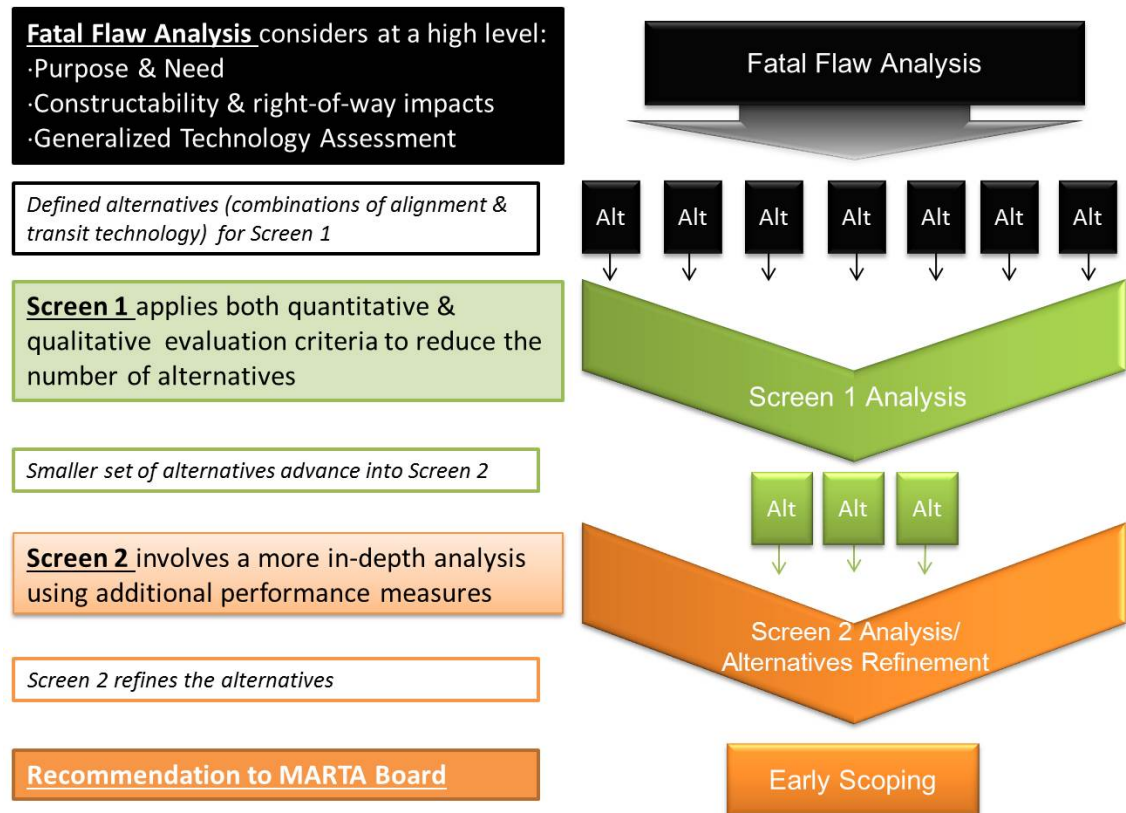 Fatal Flaw Analysis considers at a high level:
·Purpose & Need
·Constructability & right-of-way impacts
·Generalized Technology Assessment
Fatal Flaw Analysis
Defined alternatives (combinations of alignment &
transit technology) for Screen 1
Alt Alt Alt Alt Alt Alt Alt
Screen 1 applies both quantitative &
qualitative evaluation criteria to reduce the
number of alternatives
Screen 1 Analysis
Smaller set of alternatives advance into Screen 2
Alt Alt Alt
Screen 2 involves a more in-depth analysis
using additional performance measures
Screen 2 Analysis/
Alternatives Refinement
Screen 2 refines the alternatives
Recommendation to MARTA Board
Early Scoping